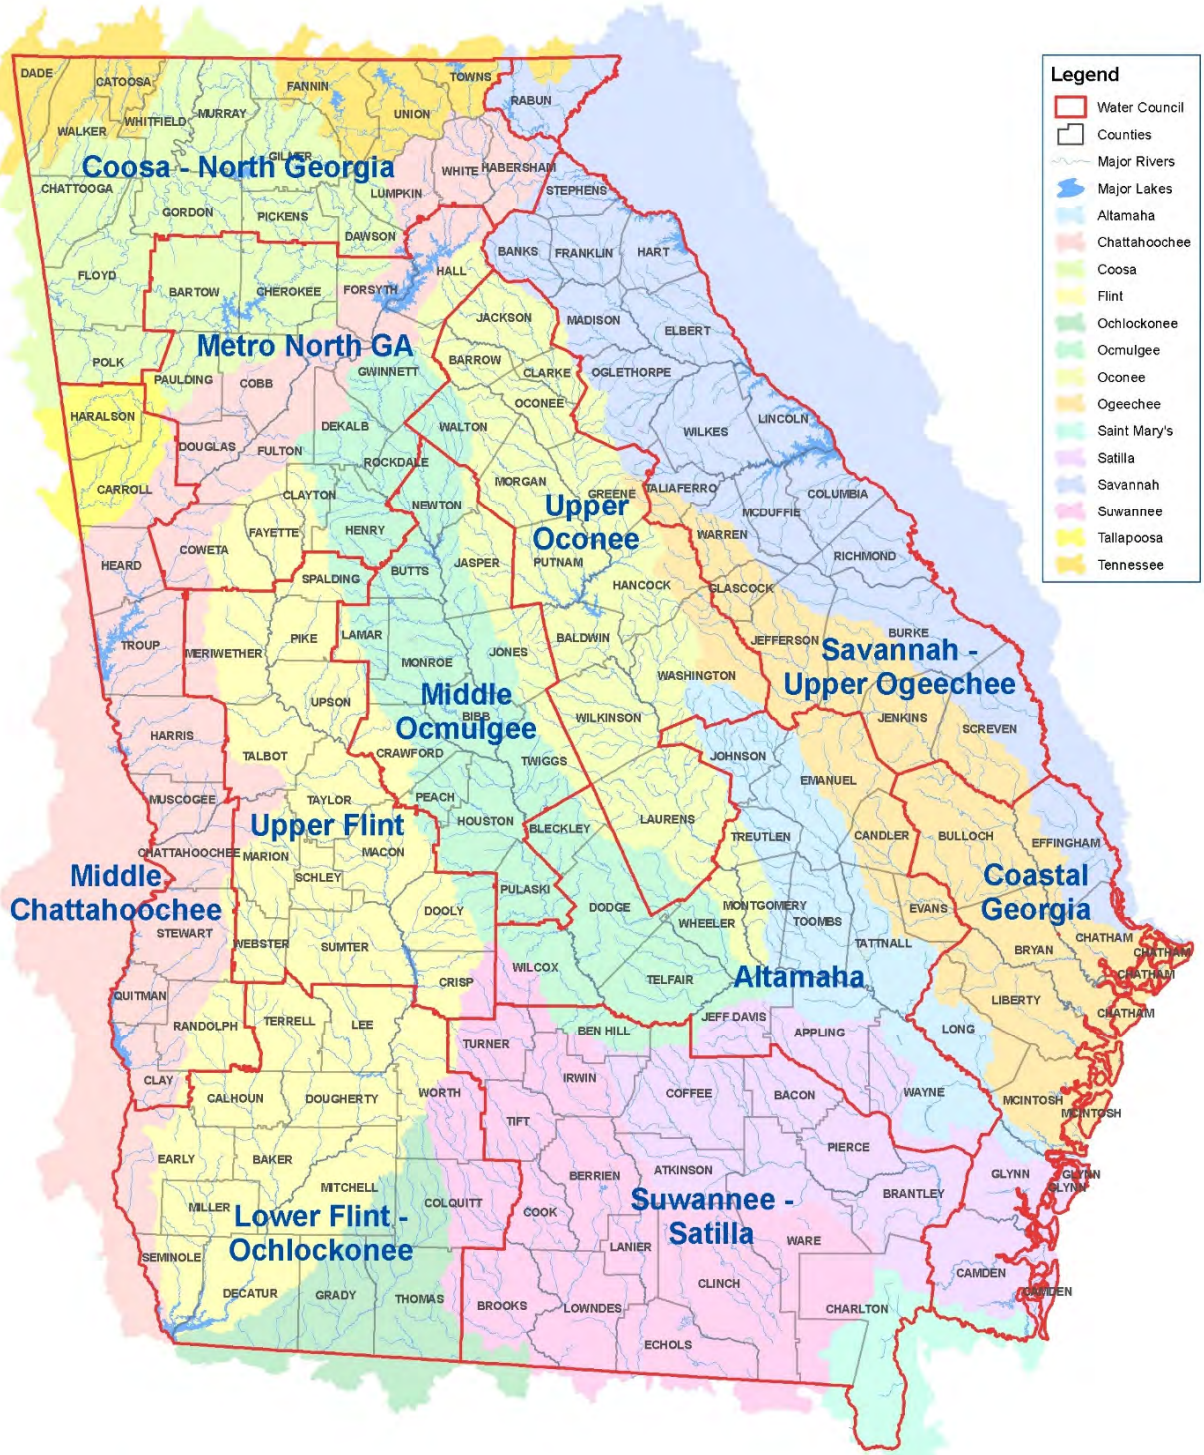 DADE
CATOOSA
FANNIN
TOWNS
RABUN
WALKER
WHITFIELD
MURRAY
UNION
Coosa - North Georgia
GILMER
WHITE
HABERSHAM
CHATTOOGA
LUMPKIN
STEPHENS
GORDON
PICKENS
DAWSON
BANKS
FRANKLIN
HART
FLOYD
HALL
BARTOW
CHEROKEE
FORSYTH
JACKSON
MADISON
ELBERT
Metro North GA
POLK
PAULDING
COBB
GWINNETT
BARROW
CLARKE
OGLETHORPE
HARALSON
OCONEE
DEKALB
WALTON
WILKES
LINCOLN
DOUGLAS
FULTON
ROCKDALE
CARROLL
CLAYTON
NEWTON
MORGAN
GREENE
TALIAFERRO
COLUMBIA
MCDUFFIE
Upper
Oconee
FAYETTE
HENRY
WARREN
COWETA
RICHMOND
HEARD
SPALDING
BUTTS
JASPER
PUTNAM
HANCOCK
GLASCOCK
TROUP
MERIWETHER
PIKE
LAMAR
MONROE
JONES
BALDWIN
JEFFERSON
BURKE
Savannah -
Upper Ogeechee
WASHINGTON
UPSON
Middle
Ocmulgee
BIBB
WILKINSON
JENKINS
SCREVEN
HARRIS
TALBOT
CRAWFORD
TWIGGS
JOHNSON
EMANUEL
MUSCOGEE
TAYLOR
PEACH
Upper Flint
HOUSTON
BLECKLEY
LAURENS
TREUTLEN
CANDLER
BULLOCH
EFFINGHAM
CHATTAHOOCHEE
MARION
MACON
SCHLEY
Middle
Chattahoochee
PULASKI
DODGE
Coastal
Georgia
DOOLY
MONTGOMERY
EVANS
STEWART
WEBSTER
SUMTER
WHEELER
TOOMBS
TATTNALL
BRYAN
CHATHAM
CHATHAM
CHATHAM
CRISP
WILCOX
TELFAIR
Altamaha
QUITMAN
LIBERTY
CHATHAM
RANDOLPH
TERRELL
LEE
BEN HILL
JEFF DAVIS
APPLING
LONG
TURNER
CLAY
CALHOUN
DOUGHERTY
WORTH
IRWIN
COFFEE
BACON
WAYNE
MCINTOSH
MCINTOSH
TIFT
EARLY
BAKER
PIERCE
MITCHELL
BERRIEN
ATKINSON
GLYNN
GLYNN
GLYNN
COLQUITT
MILLER
Lower Flint -
Ochlockonee
COOK
Suwannee -
Satilla
BRANTLEY
SEMINOLE
LANIER
WARE
CLINCH
CAMDEN
CAMDEN
DECATUR
GRADY
THOMAS
BROOKS
LOWNDES
CHARLTON
ECHOLS
Legend
Water Council
Counties
Major Rivers
Major Lakes
Altamaha
Chattahoochee
Coosa
Flint
Ochlockonee
Ocmulgee
Oconee
Ogeechee
Saint Mary's
Satilla
Savannah
Suwannee
Tallapoosa
Tennessee